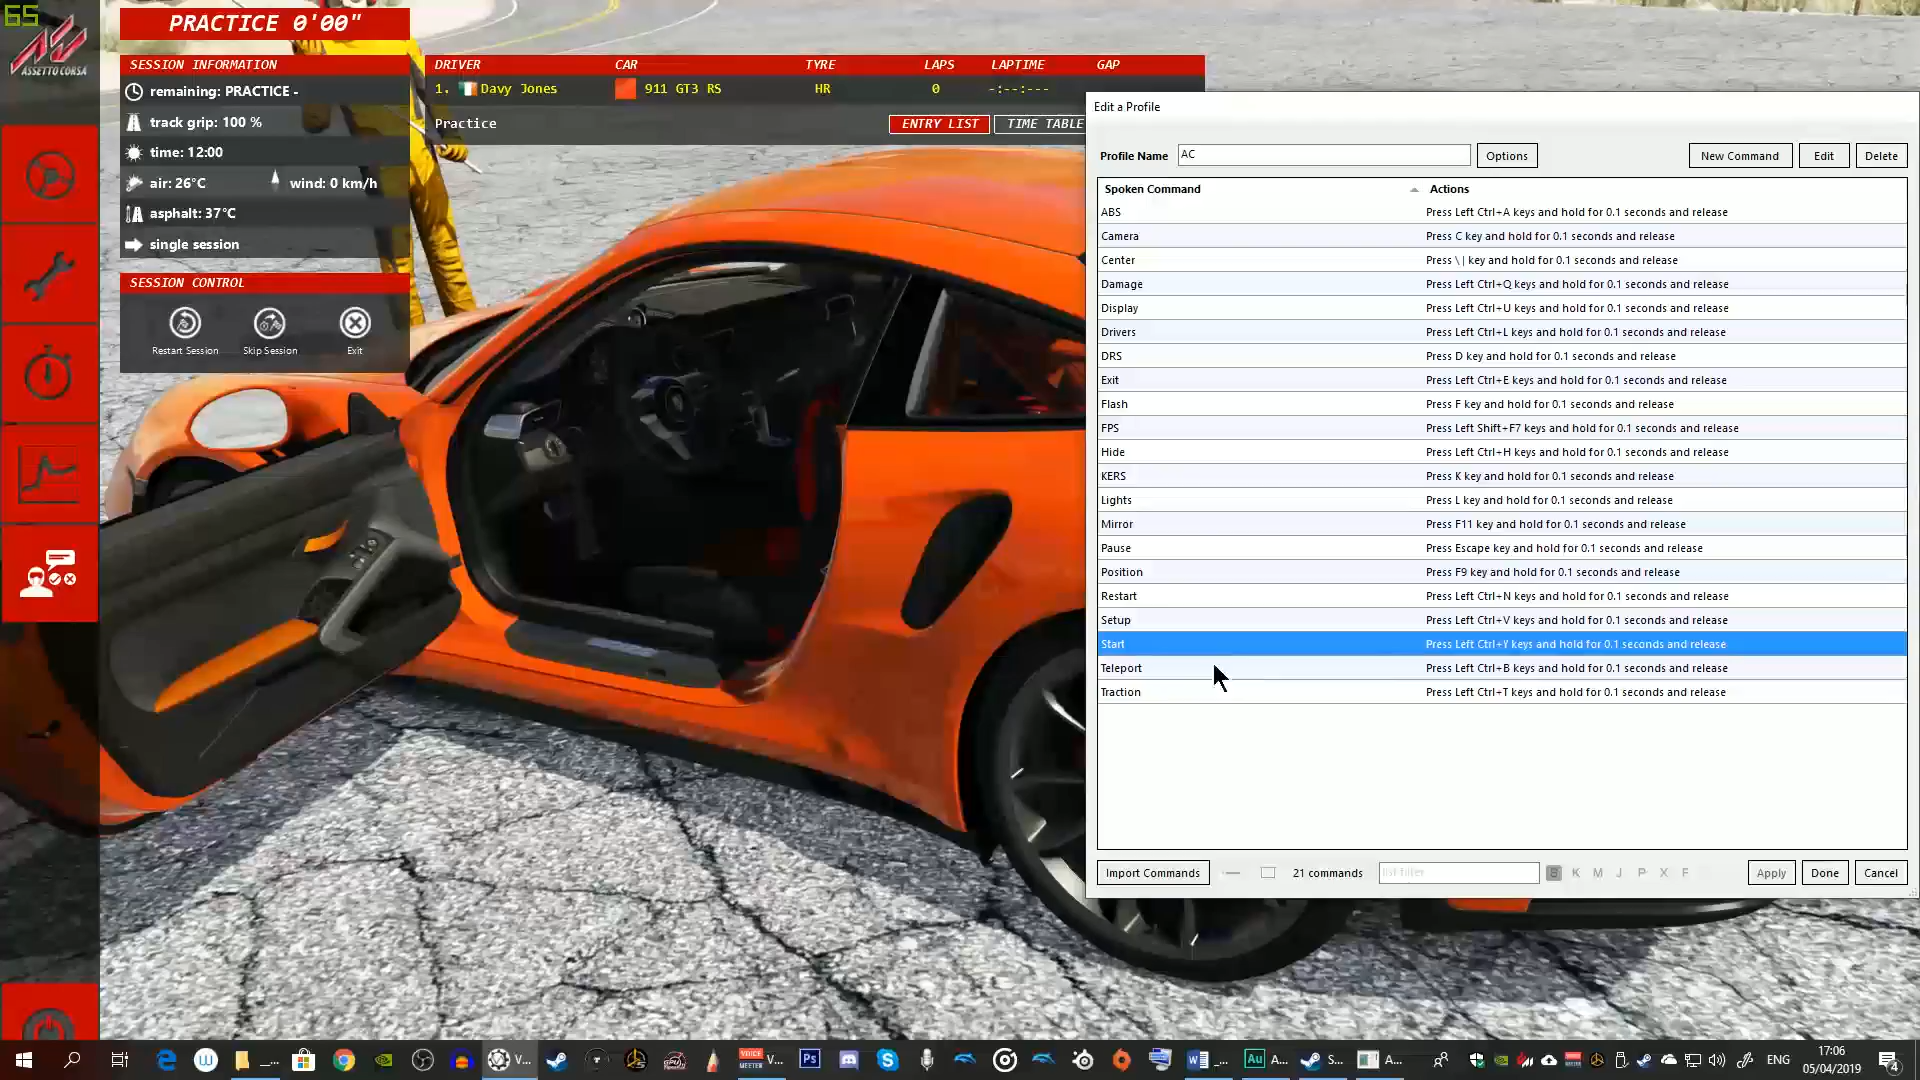 65
PRACTICE 0'00"
ASSETTO CORSA
SESSION INFORMATION
remaining: PRACTICE -
track grip: 100 %
time: 12:00
air: 26°C wind: 0 km/h
asphalt: 37°C
single session
SESSION CONTROL
Restart Session Skip Session Exit
DRIVER CAR TYRE LAPS LAPTIME GAP
1. Davy Jones 911 GT3 RS HR 0 -:--:---
Practice ENTRY LIST TIME TABLE
Edit a Profile
Profile Name AC Options New Command Edit Delete
Spoken Command Actions
ABS Press Left Ctrl+A keys and hold for 0.1 seconds and release
Camera Press C key and hold for 0.1 seconds and release
Center Press \ | key and hold for 0.1 seconds and release
Damage Press Left Ctrl+Q keys and hold for 0.1 seconds and release
Display Press Left Ctrl+U keys and hold for 0.1 seconds and release
Drivers Press Left Ctrl+L keys and hold for 0.1 seconds and release
DRS Press D key and hold for 0.1 seconds and release
Exit Press Left Ctrl+E keys and hold for 0.1 seconds and release
Flash Press F key and hold for 0.1 seconds and release
FPS Press Left Shift+F7 keys and hold for 0.1 seconds and release
Hide Press Left Ctrl+H keys and hold for 0.1 seconds and release
KERS Press K key and hold for 0.1 seconds and release
Lights Press L key and hold for 0.1 seconds and release
Mirror Press F11 key and hold for 0.1 seconds and release
Pause Press Escape key and hold for 0.1 seconds and release
Position Press F9 key and hold for 0.1 seconds and release
Restart Press Left Ctrl+N keys and hold for 0.1 seconds and release
Setup Press Left Ctrl+V keys and hold for 0.1 seconds and release
Start Press Left Ctrl+Y keys and hold for 0.1 seconds and release
Teleport Press Left Ctrl+B keys and hold for 0.1 seconds and release
Traction Press Left Ctrl+T keys and hold for 0.1 seconds and release
Import Commands 21 commands list filter S K M J P X F Apply Done Cancel
_... V... VOICE MEETER V... Ps _... Au A... S... A... ENG 17:06
05/04/2019 4